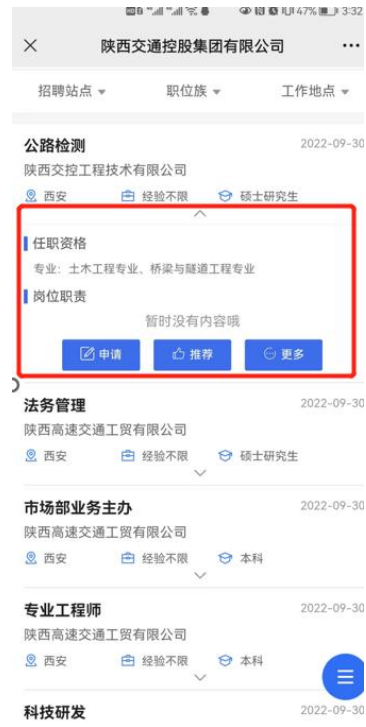 47% 3:32
陕西交通控股集团有限公司
招聘站点 职位族 工作地点
公路检测 2022-09-30
陕西交控工程技术有限公司
西安 经验不限 硕士研究生
任职资格
专业：土木工程专业、桥梁与隧道工程专业
岗位职责
暂时没有内容哦
申请 推荐 更多
法务管理 2022-09-30
陕西高速交通工贸有限公司
西安 经验不限 硕士研究生
市场部业务主办 2022-09-30
陕西高速交通工贸有限公司
西安 经验不限 本科
专业工程师 2022-09-30
陕西高速交通工贸有限公司
西安 经验不限 本科
科技研发 2022-09-30